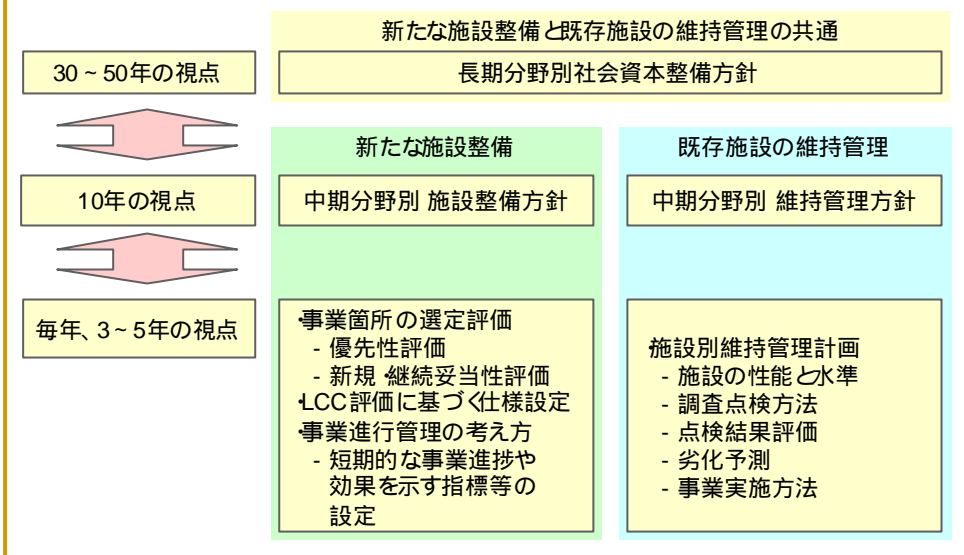 新たな施設整備と既存施設の維持管理の共通
30～50年の視点
長期分野別社会資本整備方針
新たな施設整備
既存施設の維持管理
10年の視点
中期分野別 施設整備方針
中期分野別 維持管理方針
毎年、3～5年の視点
・事業箇所の選定評価
- 優先性評価
- 新規・継続妥当性評価
・LCC評価に基づく仕様設定
・事業進行管理の考え方
- 短期的な事業進捗や
効果を示す指標等の
設定
・施設別維持管理計画
- 施設の性能と水準
- 調査点検方法
- 点検結果評価
- 劣化予測
- 事業実施方法